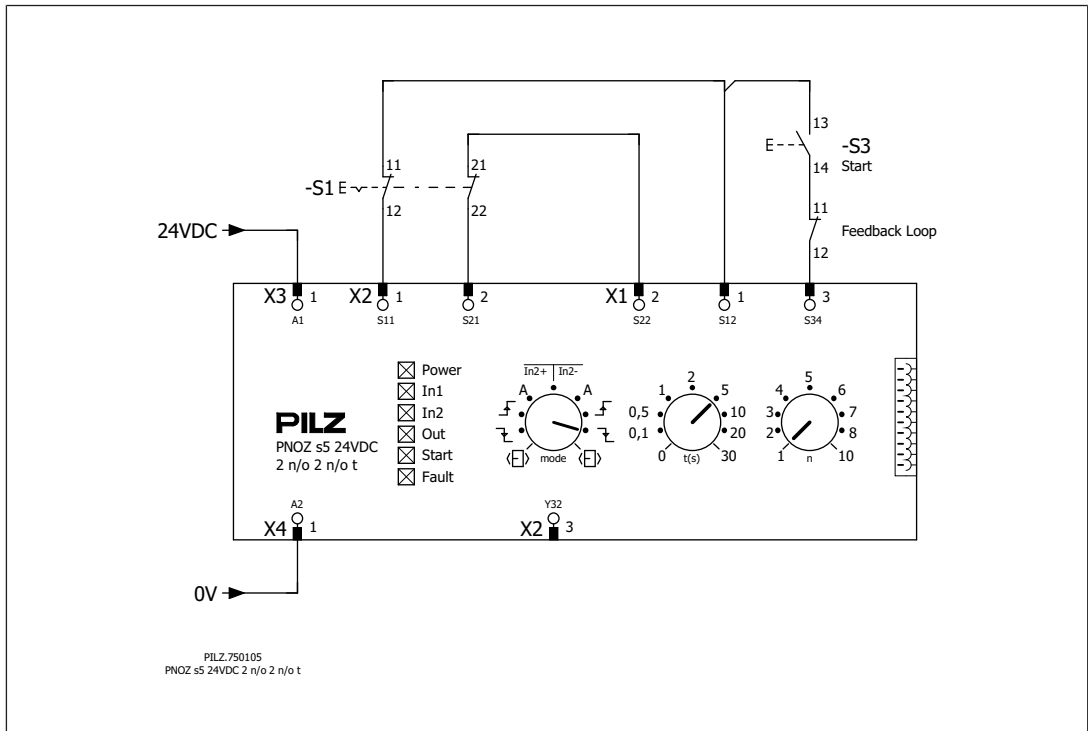 13
-S3
14 Start
11 21
-S1
12 22
11
Feedback Loop
12
24VDC
X3 1 X2 1 2 X1 2 1 3
A1 S11 S21 S22 S12 S34
Power
In1
In2
Out
Start
Fault
In2+ In2-
A A
mode
0 0,1 0,5 1 2 5 10 20 30
t(s)
1 2 3 4 5 6 7 8 10
n
PILZ
PNOZ s5 24VDC
2 n/o 2 n/o t
A2 Y32
X4 1 X2 3
0V
PILZ.750105
PNOZ s5 24VDC 2 n/o 2 n/o t
E
E